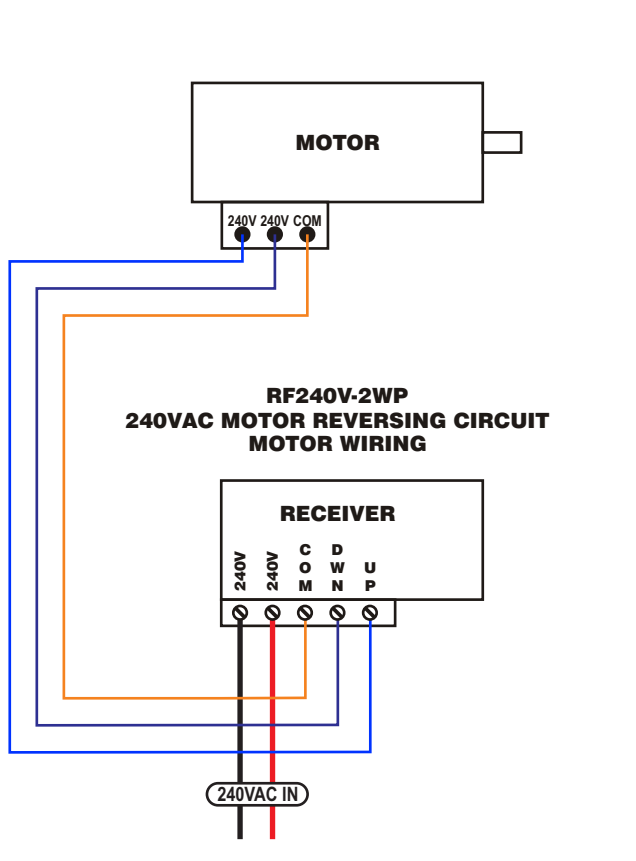 MOTOR
240V 240V COM
RF240V-2WP
240VAC MOTOR REVERSING CIRCUIT
MOTOR WIRING
RECEIVER
240V 240V COM DWN UP
240VAC IN